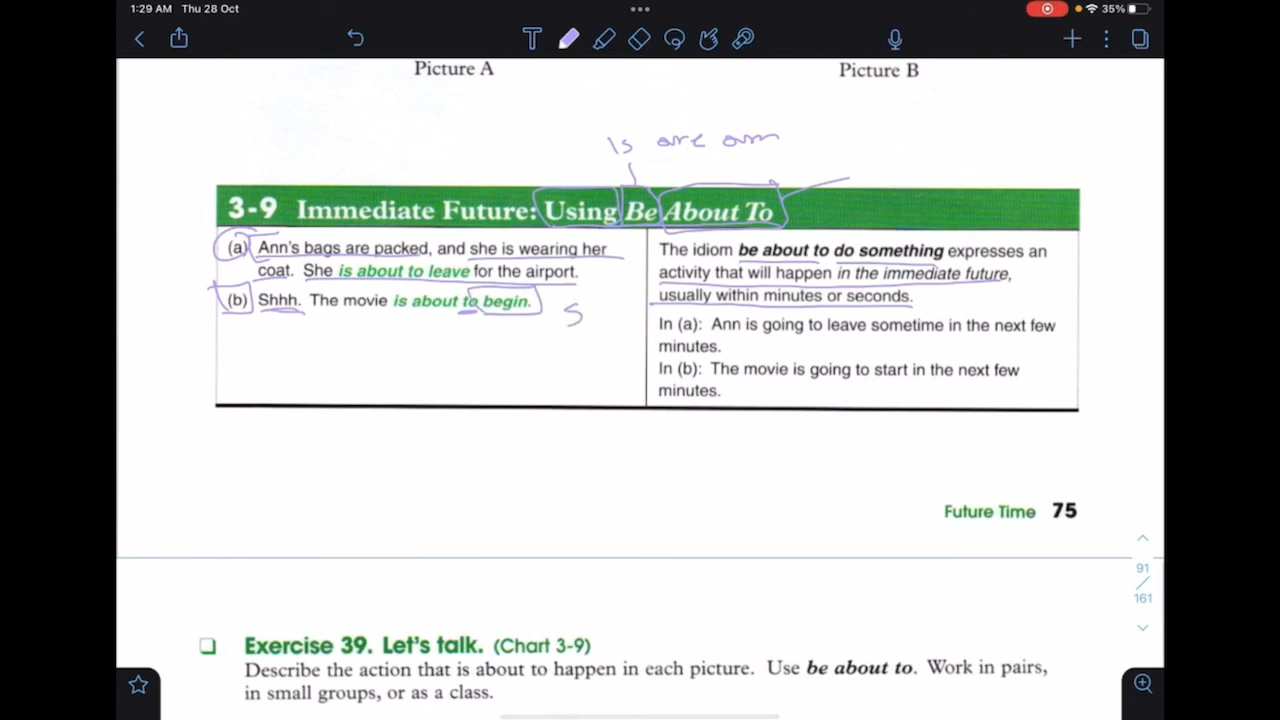 1:29 AM Thu 28 Oct
35%
Picture A
Picture B
is are am
3-9 Immediate Future: Using Be About To
(a) Ann's bags are packed, and she is wearing her
coat. She is about to leave for the airport.
(b) Shhh. The movie is about to begin.
S
The idiom be about to do something expresses an
activity that will happen in the immediate future,
usually within minutes or seconds.
In (a): Ann is going to leave sometime in the next few
minutes.
In (b): The movie is going to start in the next few
minutes.
Future Time 75
91
161
Exercise 39. Let's talk. (Chart 3-9)
Describe the action that is about to happen in each picture. Use be about to. Work in pairs,
in small groups, or as a class.